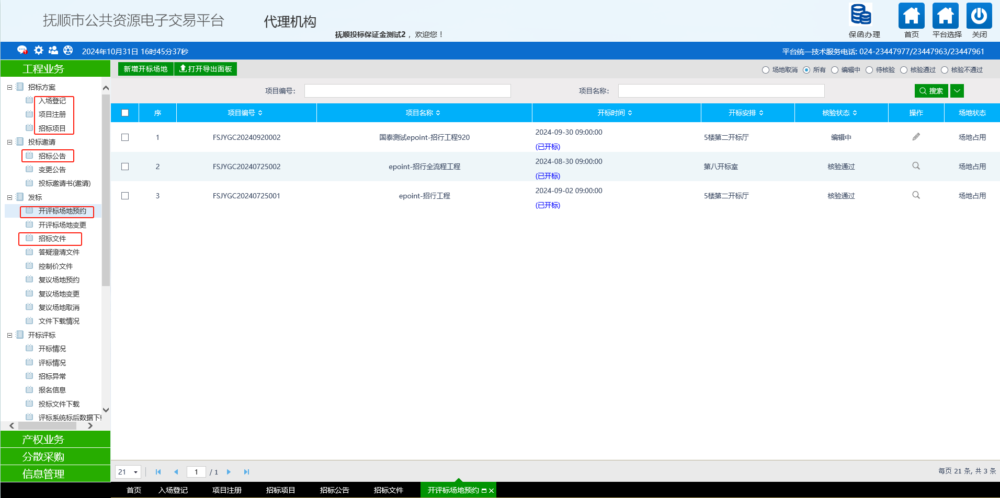 抚顺市公共资源电子交易平台
代理机构
抚顺投标保证金测试2 ，欢迎您！
保函办理
首页
平台选择
关闭
2024年10月31日 16时45分37秒
平台统一技术服务电话: 024-23447977/23447963/23447961
工程业务
招标方案
入场登记
项目注册
招标项目
投标邀请
招标公告
变更公告
投标邀请书(邀请)
发标
开评标场地预约
开评标场地变更
招标文件
答疑澄清文件
控制价文件
复议场地预约
复议场地变更
复议场地取消
文件下载情况
开标评标
开标情况
评标情况
招标异常
报名信息
投标文件下载
评标系统标后数据下
产权业务
分散采购
信息管理
新增开标场地 打开导出面板
场地取消 所有 编辑中 待核验 核验通过 核验不通过
项目编号： 项目名称： 搜索
序 项目编号 项目名称 开标时间 开标安排 核验状态 操作 场地状态
1 FSJYGC20240920002 国泰测试epoint-招行工程920 2024-09-30 09:00:00 5楼第二开标厅 编辑中 场地占用
(已开标)
2 FSJYGC20240725002 epoint-招行全流程工程 2024-08-30 09:00:00 第八开标室 核验通过 场地占用
(已开标)
3 FSJYGC20240725001 epoint-招行工程 2024-09-02 09:00:00 5楼第二开标厅 核验通过 场地占用
(已开标)
21 1 / 1 每页 21 条, 共 3 条
首页 入场登记 项目注册 招标项目 招标公告 招标文件 开评标场地预约